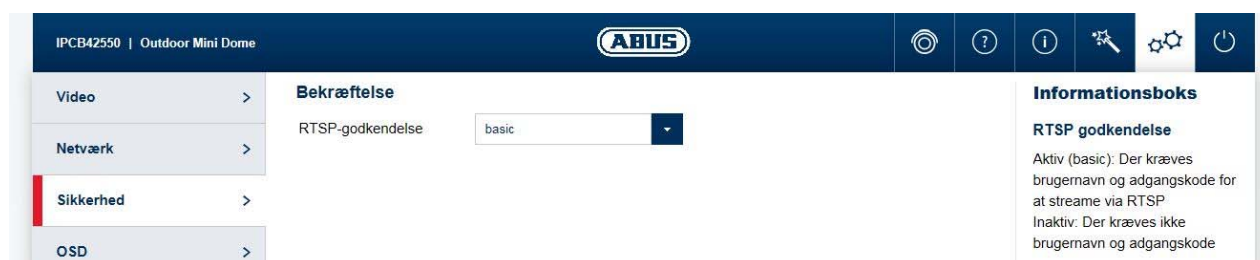 IPCB42550 | Outdoor Mini Dome
ABUS
Video
Netværk
Sikkerhed
OSD
Bekræftelse
RTSP-godkendelse basic
Informationsboks
RTSP godkendelse
Aktiv (basic): Der kræves
brugernavn og adgangskode for
at streame via RTSP
Inaktiv: Der kræves ikke
brugernavn og adgangskode